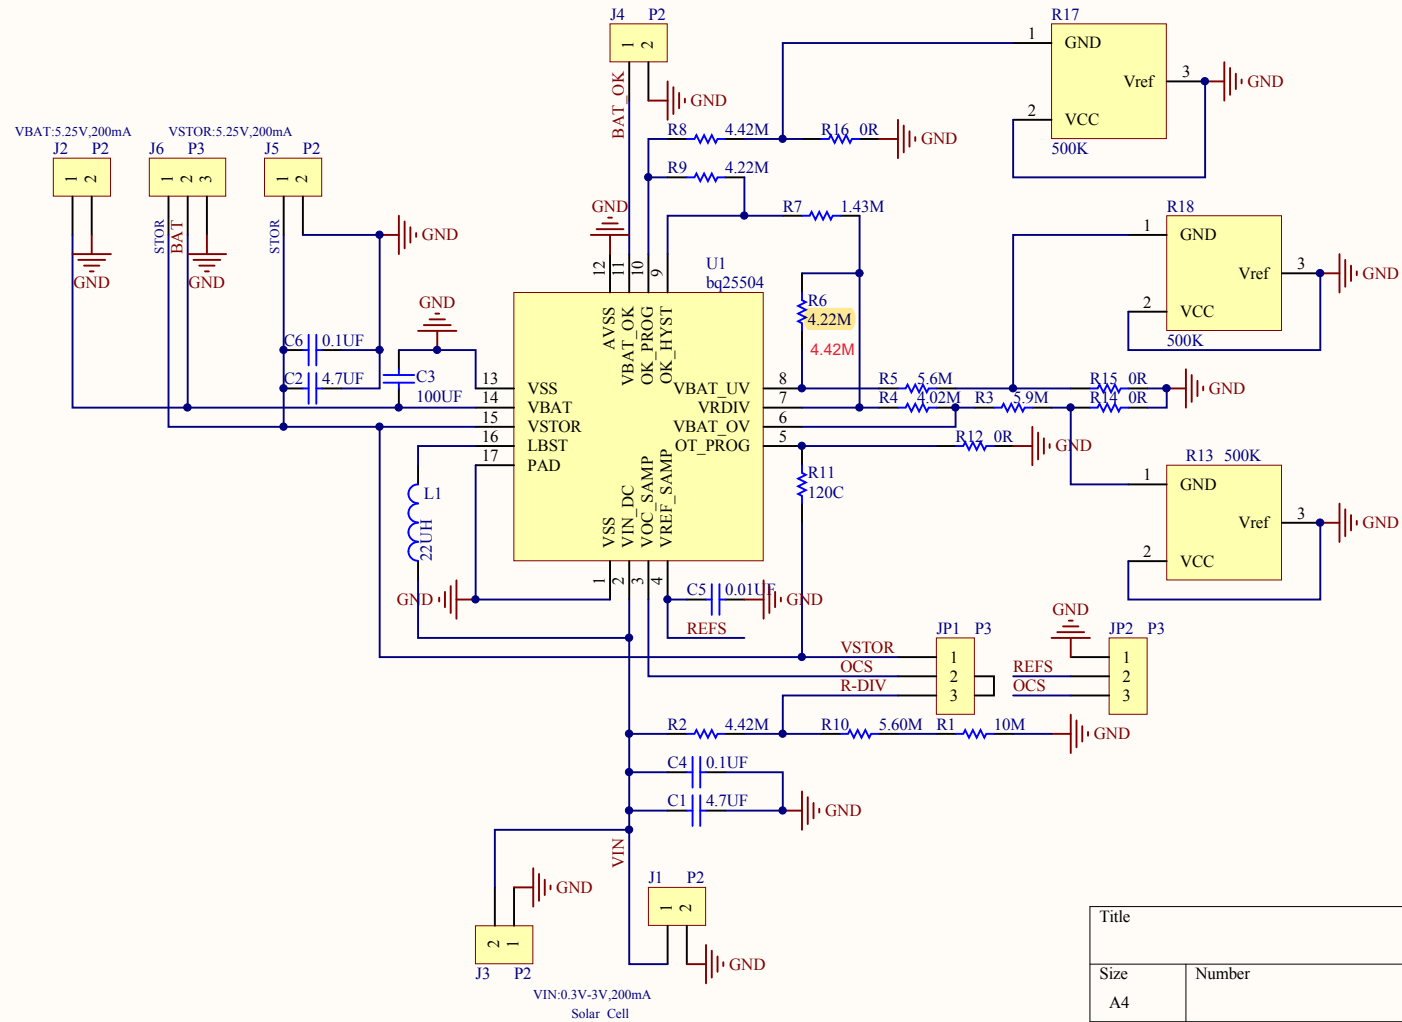 J4 P2
1 2
BAT_OK
GND
R17
1 GND
Vref 3 GND
2 VCC
500K
R8 4.42M R16 0R GND
R9 4.22M
R7 1.43M
VBAT:5.25V,200mA VSTOR:5.25V,200mA
J2 P2 J6 P3 J5 P2
1 2 1 2 3 1 2
STOR BAT STOR
GND GND GND
GND
R18
1 GND
Vref 3 GND
2 VCC
500K
GND
12 11 10 9
U1
bq25504
AVSS VBAT_OK OK_PROG OK_HYST
R6
4.22M
4.42M
GND
C6 0.1UF
C2 4.7UF
C3
100UF
13 VSS
14 VBAT
15 VSTOR
16 LBST
17 PAD
VBAT_UV 8
VRDIV 7
VBAT_OV 6
OT_PROG 5
R5 5.6M R15 0R GND
R4 4.02M R3 5.9M R14 0R
R12 0R GND
R11
120C
R13 500K
1 GND
Vref 3 GND
2 VCC
L1
22UH
VSS VIN_DC VOC_SAMP VREF_SAMP
1 2 3 4
GND
C5 0.01UF GND
REFS
VSTOR
OCS
R-DIV
JP1 P3
1
2
3
GND
JP2 P3
REFS
OCS
1
2
3
R2 4.42M R10 5.60M R1 10M GND
C4 0.1UF
C1 4.7UF GND
VIN
GND
J1 P2
1 2
GND
2 1
J3 P2
VIN:0.3V-3V,200mA
Solar Cell
Title
Size Number
A4